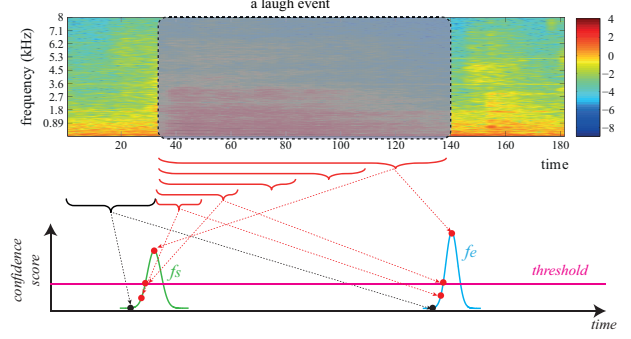 a laugh event
frequency (kHz)
8
7.1
6.2
5.3
4.5
3.6
2.7
1.8
0.89
20 40 60 80 100 120 140 160 180
time
4
2
0
−2
−4
−6
−8
confidence
score
fs
fe
threshold
time